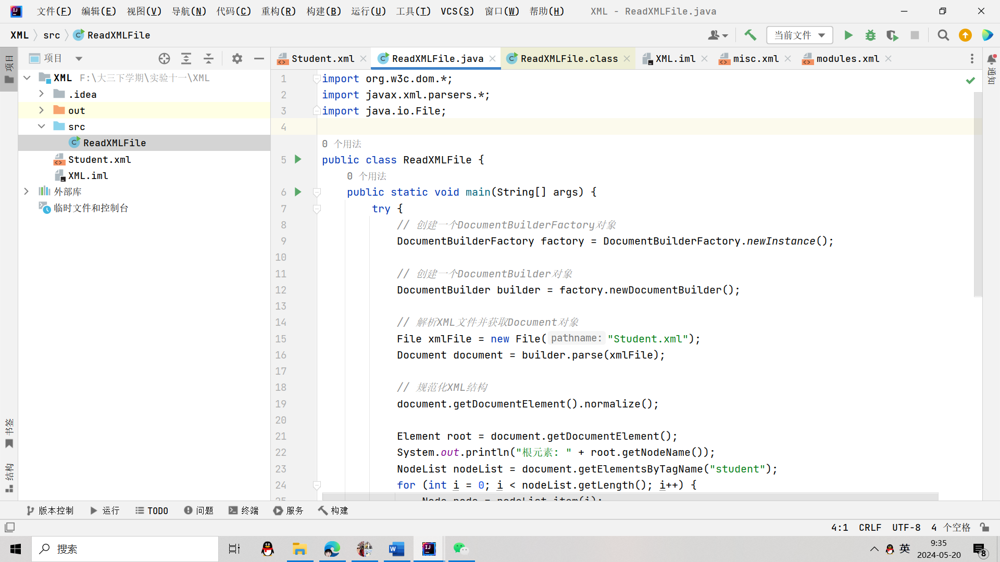 文件(F) 编辑(E) 视图(V) 导航(N) 代码(C) 重构(R) 构建(B) 运行(U) 工具(T) VCS(S) 窗口(W) 帮助(H) XML - ReadXMLFile.java
XML src ReadXMLFile 当前文件
项目 Student.xml ReadXMLFile.java ReadXMLFile.class XML.iml misc.xml modules.xml
项目
通知
XML F:\大三下学期\实验十一\XML
.idea
out
src
ReadXMLFile
Student.xml
XML.iml
外部库
临时文件和控制台
书签
结构
1 import org.w3c.dom.*;
2 import javax.xml.parsers.*;
3 import java.io.File;
4
0 个用法
5 public class ReadXMLFile {
0 个用法
6 public static void main(String[] args) {
7 try {
8 // 创建一个DocumentBuilderFactory对象
9 DocumentBuilderFactory factory = DocumentBuilderFactory.newInstance();
10
11 // 创建一个DocumentBuilder对象
12 DocumentBuilder builder = factory.newDocumentBuilder();
13
14 // 解析XML文件并获取Document对象
15 File xmlFile = new File( pathname: "Student.xml");
16 Document document = builder.parse(xmlFile);
17
18 // 规范化XML结构
19 document.getDocumentElement().normalize();
20
21 Element root = document.getDocumentElement();
22 System.out.println("根元素: " + root.getNodeName());
23 NodeList nodeList = document.getElementsByTagName("student");
24 for (int i = 0; i < nodeList.getLength(); i++) {
25 Node node = nodeList.item(i);
版本控制 运行 TODO 问题 终端 服务 构建
4:1 CRLF UTF-8 4 个空格
搜索 英 9:35
2024-05-20 8